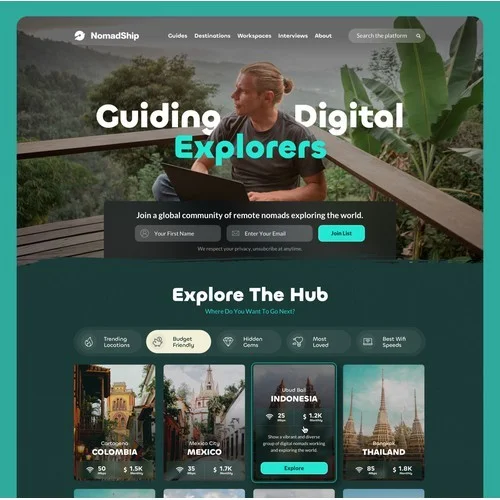 NomadShip
Guides Destinations Workspaces Interviews About
Search the platform
Guiding Digital
Explorers
Join a global community of remote nomads exploring the world.
Your First Name
Enter Your Email
Join List
We respect your privacy, unsubscribe at anytime.
Explore The Hub
Where Do You Want To Go Next?
Trending
Locations
Budget
Friendly
Hidden
Gems
Most
Loved
Best Wifi
Speeds
Cartagena
COLOMBIA
50
Mbps
$ 1.5K
Monthly
Mexico City
MEXICO
35
Mbps
$ 1.7K
Monthly
Ubud Bali
INDONESIA
25
Mbps
$ 1.2K
Monthly
Show a vibrant and diverse
group of digital nomads working
and exploring the world.
Explore
Bangkok
THAILAND
85
Mbps
$ 1.8K
Monthly